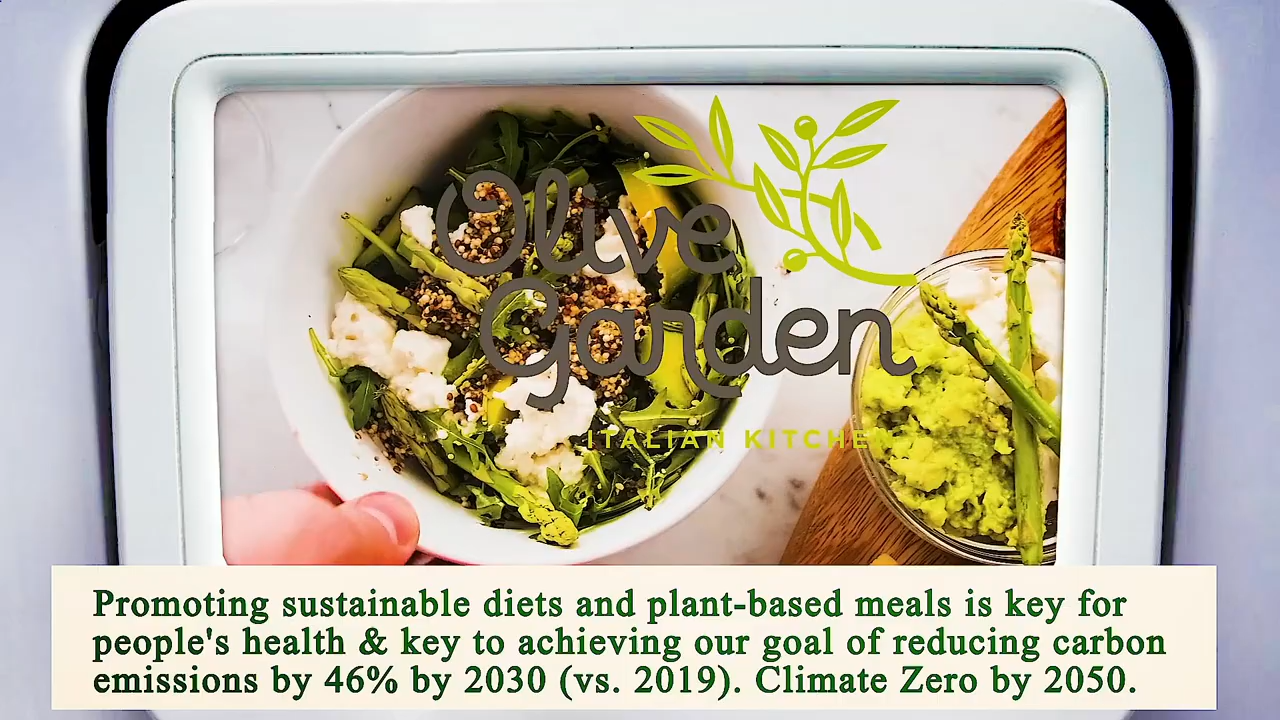 Olive
Garden
ITALIAN KITCHEN
Promoting sustainable diets and plant-based meals is key for
people's health & key to achieving our goal of reducing carbon
emissions by 46% by 2030 (vs. 2019). Climate Zero by 2050.